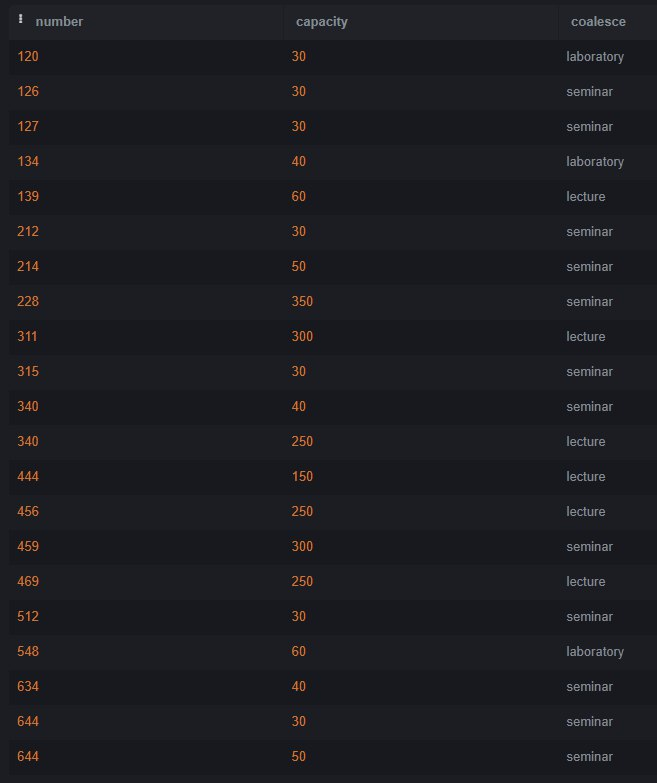 number capacity coalesce
120 30 laboratory
126 30 seminar
127 30 seminar
134 40 laboratory
139 60 lecture
212 30 seminar
214 50 seminar
228 350 seminar
311 300 lecture
315 30 seminar
340 40 seminar
340 250 lecture
444 150 lecture
456 250 lecture
459 300 seminar
469 250 lecture
512 30 seminar
548 60 laboratory
634 40 seminar
644 30 seminar
644 50 seminar